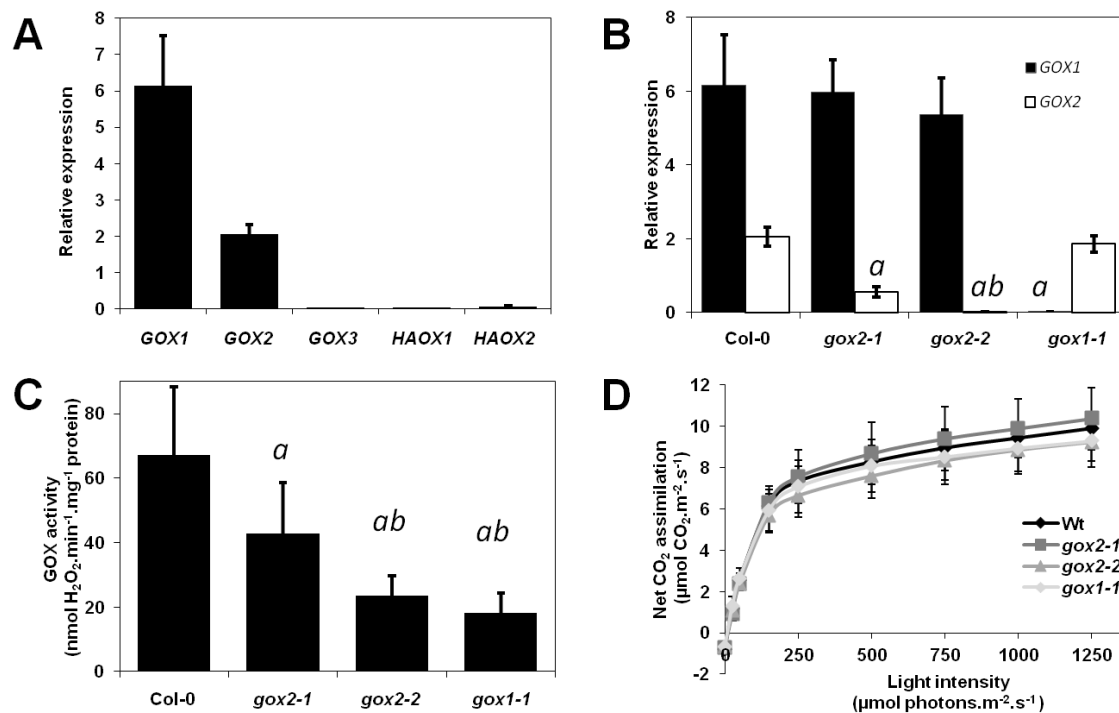 A
8
7
6
5
4
3
2
1
0
Relative expression
GOX1 GOX2 GOX3 HAOX1 HAOX2
B
8
6
4
2
0
Relative expression
GOX1
GOX2
a
ab
a
Col-0 gox2-1 gox2-2 gox1-1
C
80
60
40
20
0
GOX activity
(nmol H₂O₂.min⁻¹.mg⁻¹ protein)
a
ab
ab
Col-0 gox2-1 gox2-2 gox1-1
D
12
10
8
6
4
2
0
-2
Net CO₂ assimilation
(µmol CO₂.m⁻².s⁻¹)
Wt
gox2-1
gox2-2
gox1-1
0 250 500 750 1000 1250
Light intensity
(µmol photons.m⁻².s⁻¹)